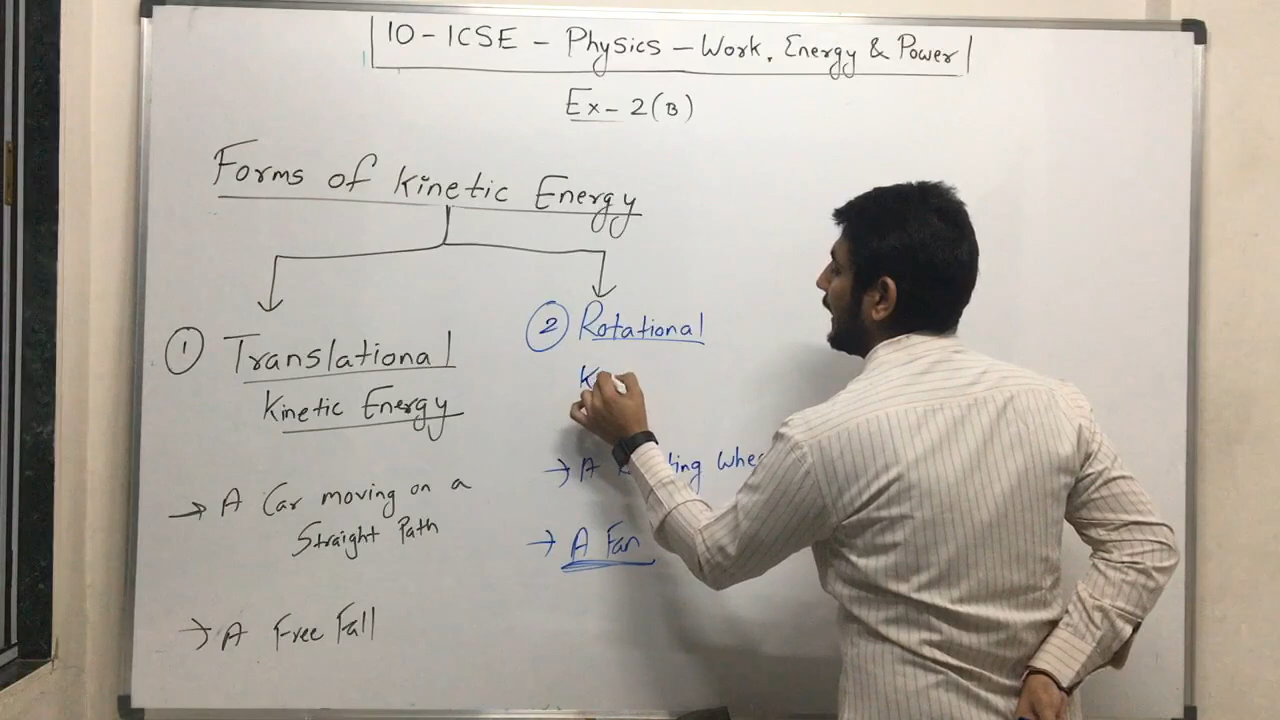 10 - ICSE - Physics - Work, Energy & Power
Ex - 2(B)
Forms of Kinetic Energy
1 Translational
Kinetic Energy
→ A Car moving on a
Straight Path
→ A Free Fall
2 Rotational
K
→ A
→ A Fan